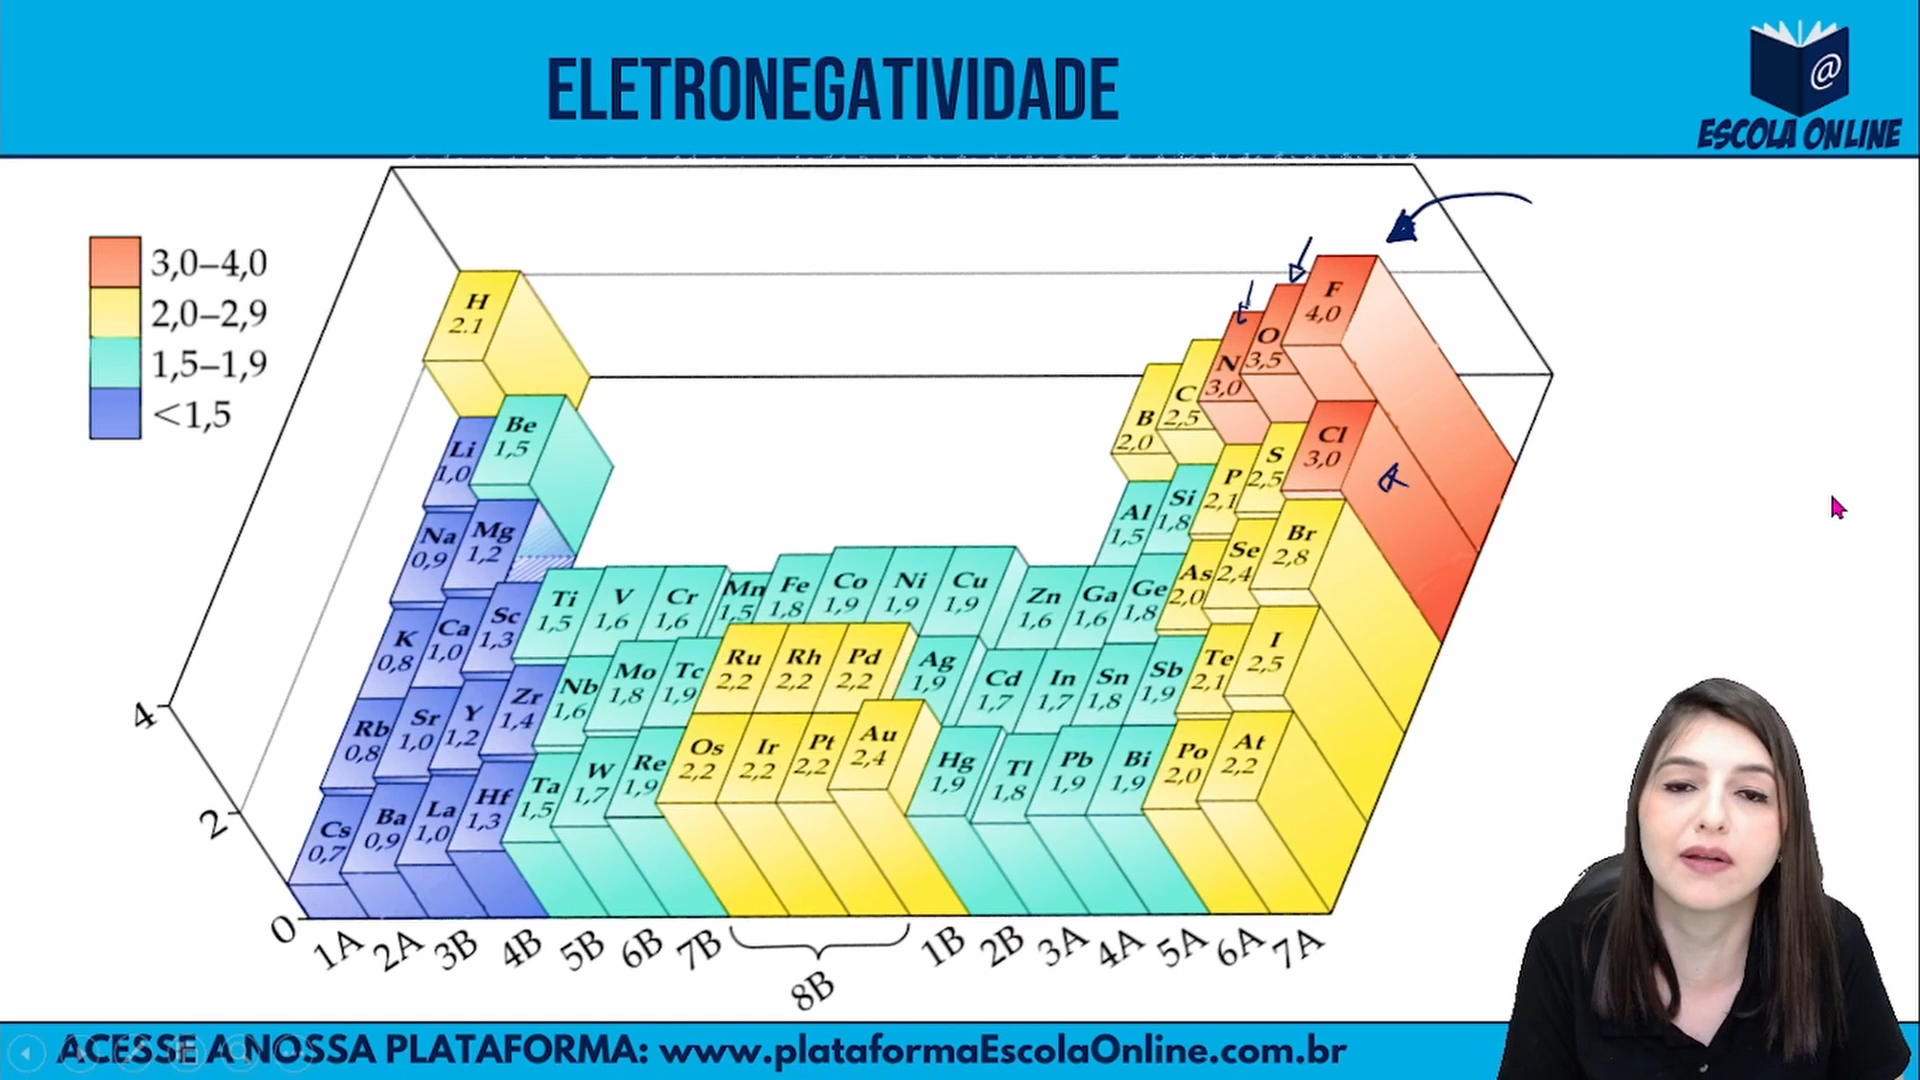 ELETRONEGATIVIDADE
@
ESCOLA ONLINE
3,0–4,0
2,0–2,9
1,5–1,9
<1,5
H
2.1
F
4,0
O
3,5
N
3,0
C
2,5
B
2,0
Li
1,0
Be
1,5
Cl
3,0
S
2,5
P
2,1
Si
1,8
Al
1,5
Na
0,9
Mg
1,2
Br
2,8
Se
2,4
As
2,0
Ge
1,8
Ga
1,6
Zn
1,6
Cu
1,9
Ni
1,9
Co
1,9
Fe
1,8
Mn
1,5
Cr
1,6
V
1,6
Ti
1,5
Sc
1,3
Ca
1,0
K
0,8
Rb
0,8
Sr
1,0
Y
1,2
Zr
1,4
Nb
1,6
Mo
1,8
Tc
1,9
Ru
2,2
Rh
2,2
Pd
2,2
Ag
1,9
Cd
1,7
In
1,7
Sn
1,8
Sb
1,9
Te
2,1
I
2,5
Cs
0,7
Ba
0,9
La
1,0
Hf
1,3
Ta
1,5
W
1,7
Re
1,9
Os
2,2
Ir
2,2
Pt
2,2
Au
2,4
Hg
1,9
Tl
1,8
Pb
1,9
Bi
1,9
Po
2,0
At
2,2
4
2
0
1A 2A 3B 4B 5B 6B 7B 8B 1B 2B 3A 4A 5A 6A 7A
ACESSE A NOSSA PLATAFORMA: www.plataformaEscolaOnline.com.br